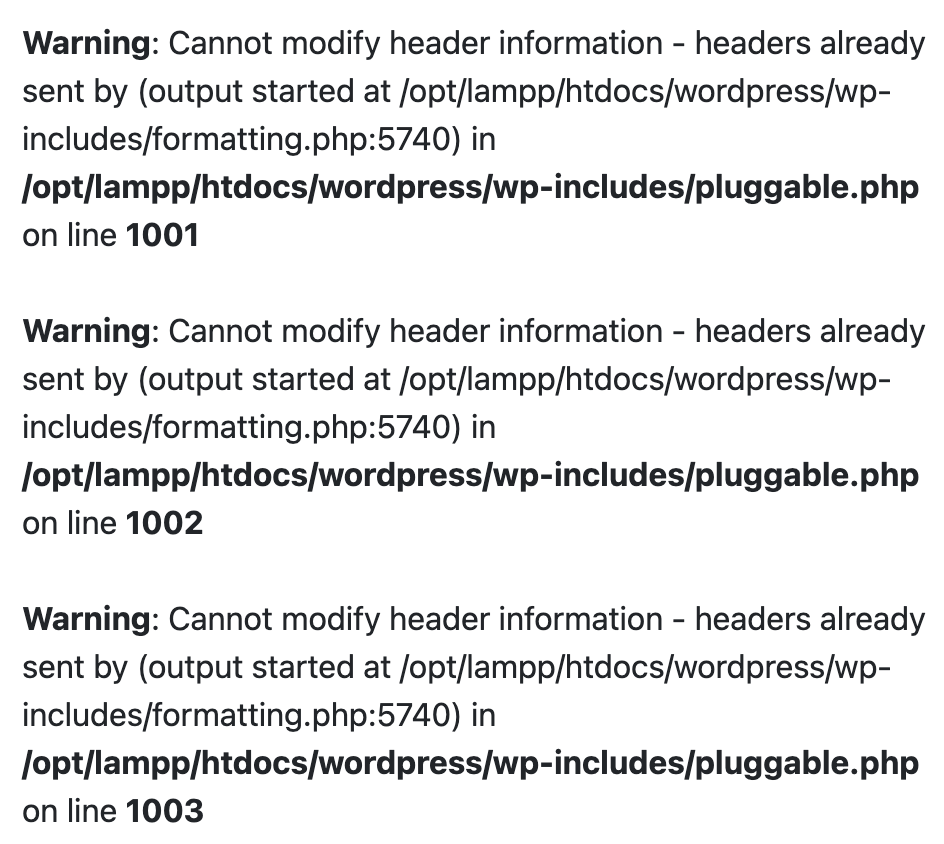 Warning: Cannot modify header information - headers already
sent by (output started at /opt/lampp/htdocs/wordpress/wp-
includes/formatting.php:5740) in
/opt/lampp/htdocs/wordpress/wp-includes/pluggable.php
on line 1001
Warning: Cannot modify header information - headers already
sent by (output started at /opt/lampp/htdocs/wordpress/wp-
includes/formatting.php:5740) in
/opt/lampp/htdocs/wordpress/wp-includes/pluggable.php
on line 1002
Warning: Cannot modify header information - headers already
sent by (output started at /opt/lampp/htdocs/wordpress/wp-
includes/formatting.php:5740) in
/opt/lampp/htdocs/wordpress/wp-includes/pluggable.php
on line 1003